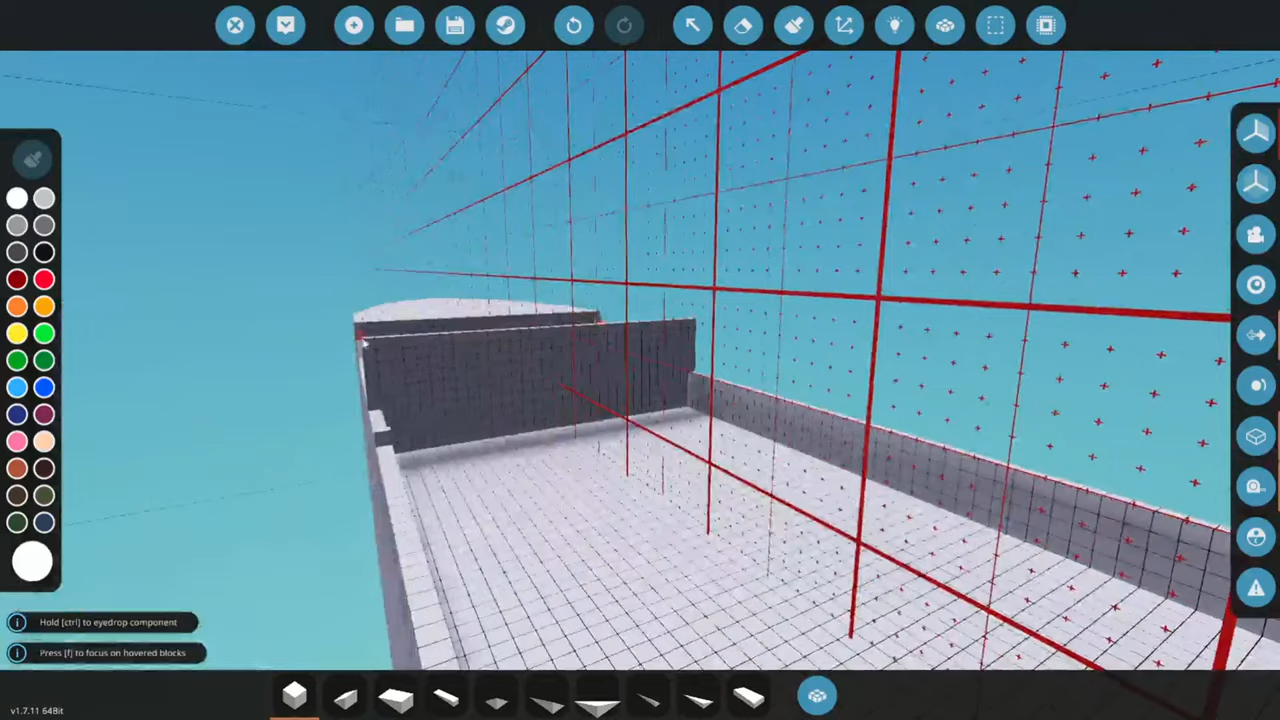 Hold [ctrl] to eyedrop component
Press [f] to focus on hovered blocks
v1.7.11 64Bit